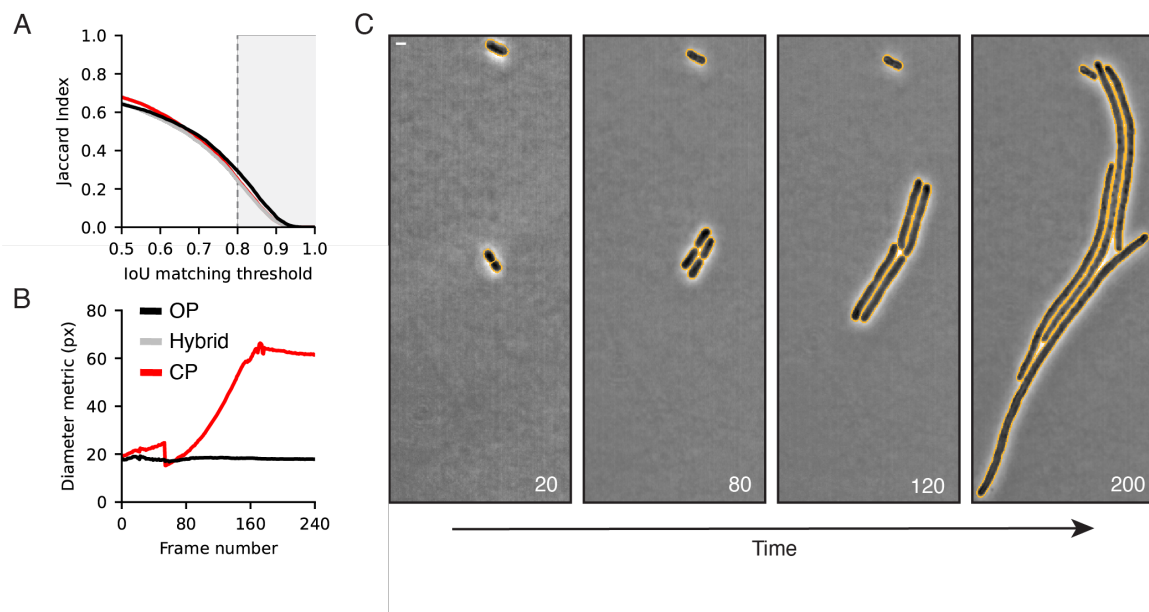 A
1.0
0.8
0.6
0.4
0.2
0.0
Jaccard Index
0.5 0.6 0.7 0.8 0.9 1.0
IoU matching threshold
B
OP
Hybrid
CP
80
60
40
20
0
Diameter metric (px)
0 80 160 240
Frame number
C
20
80
120
200
Time